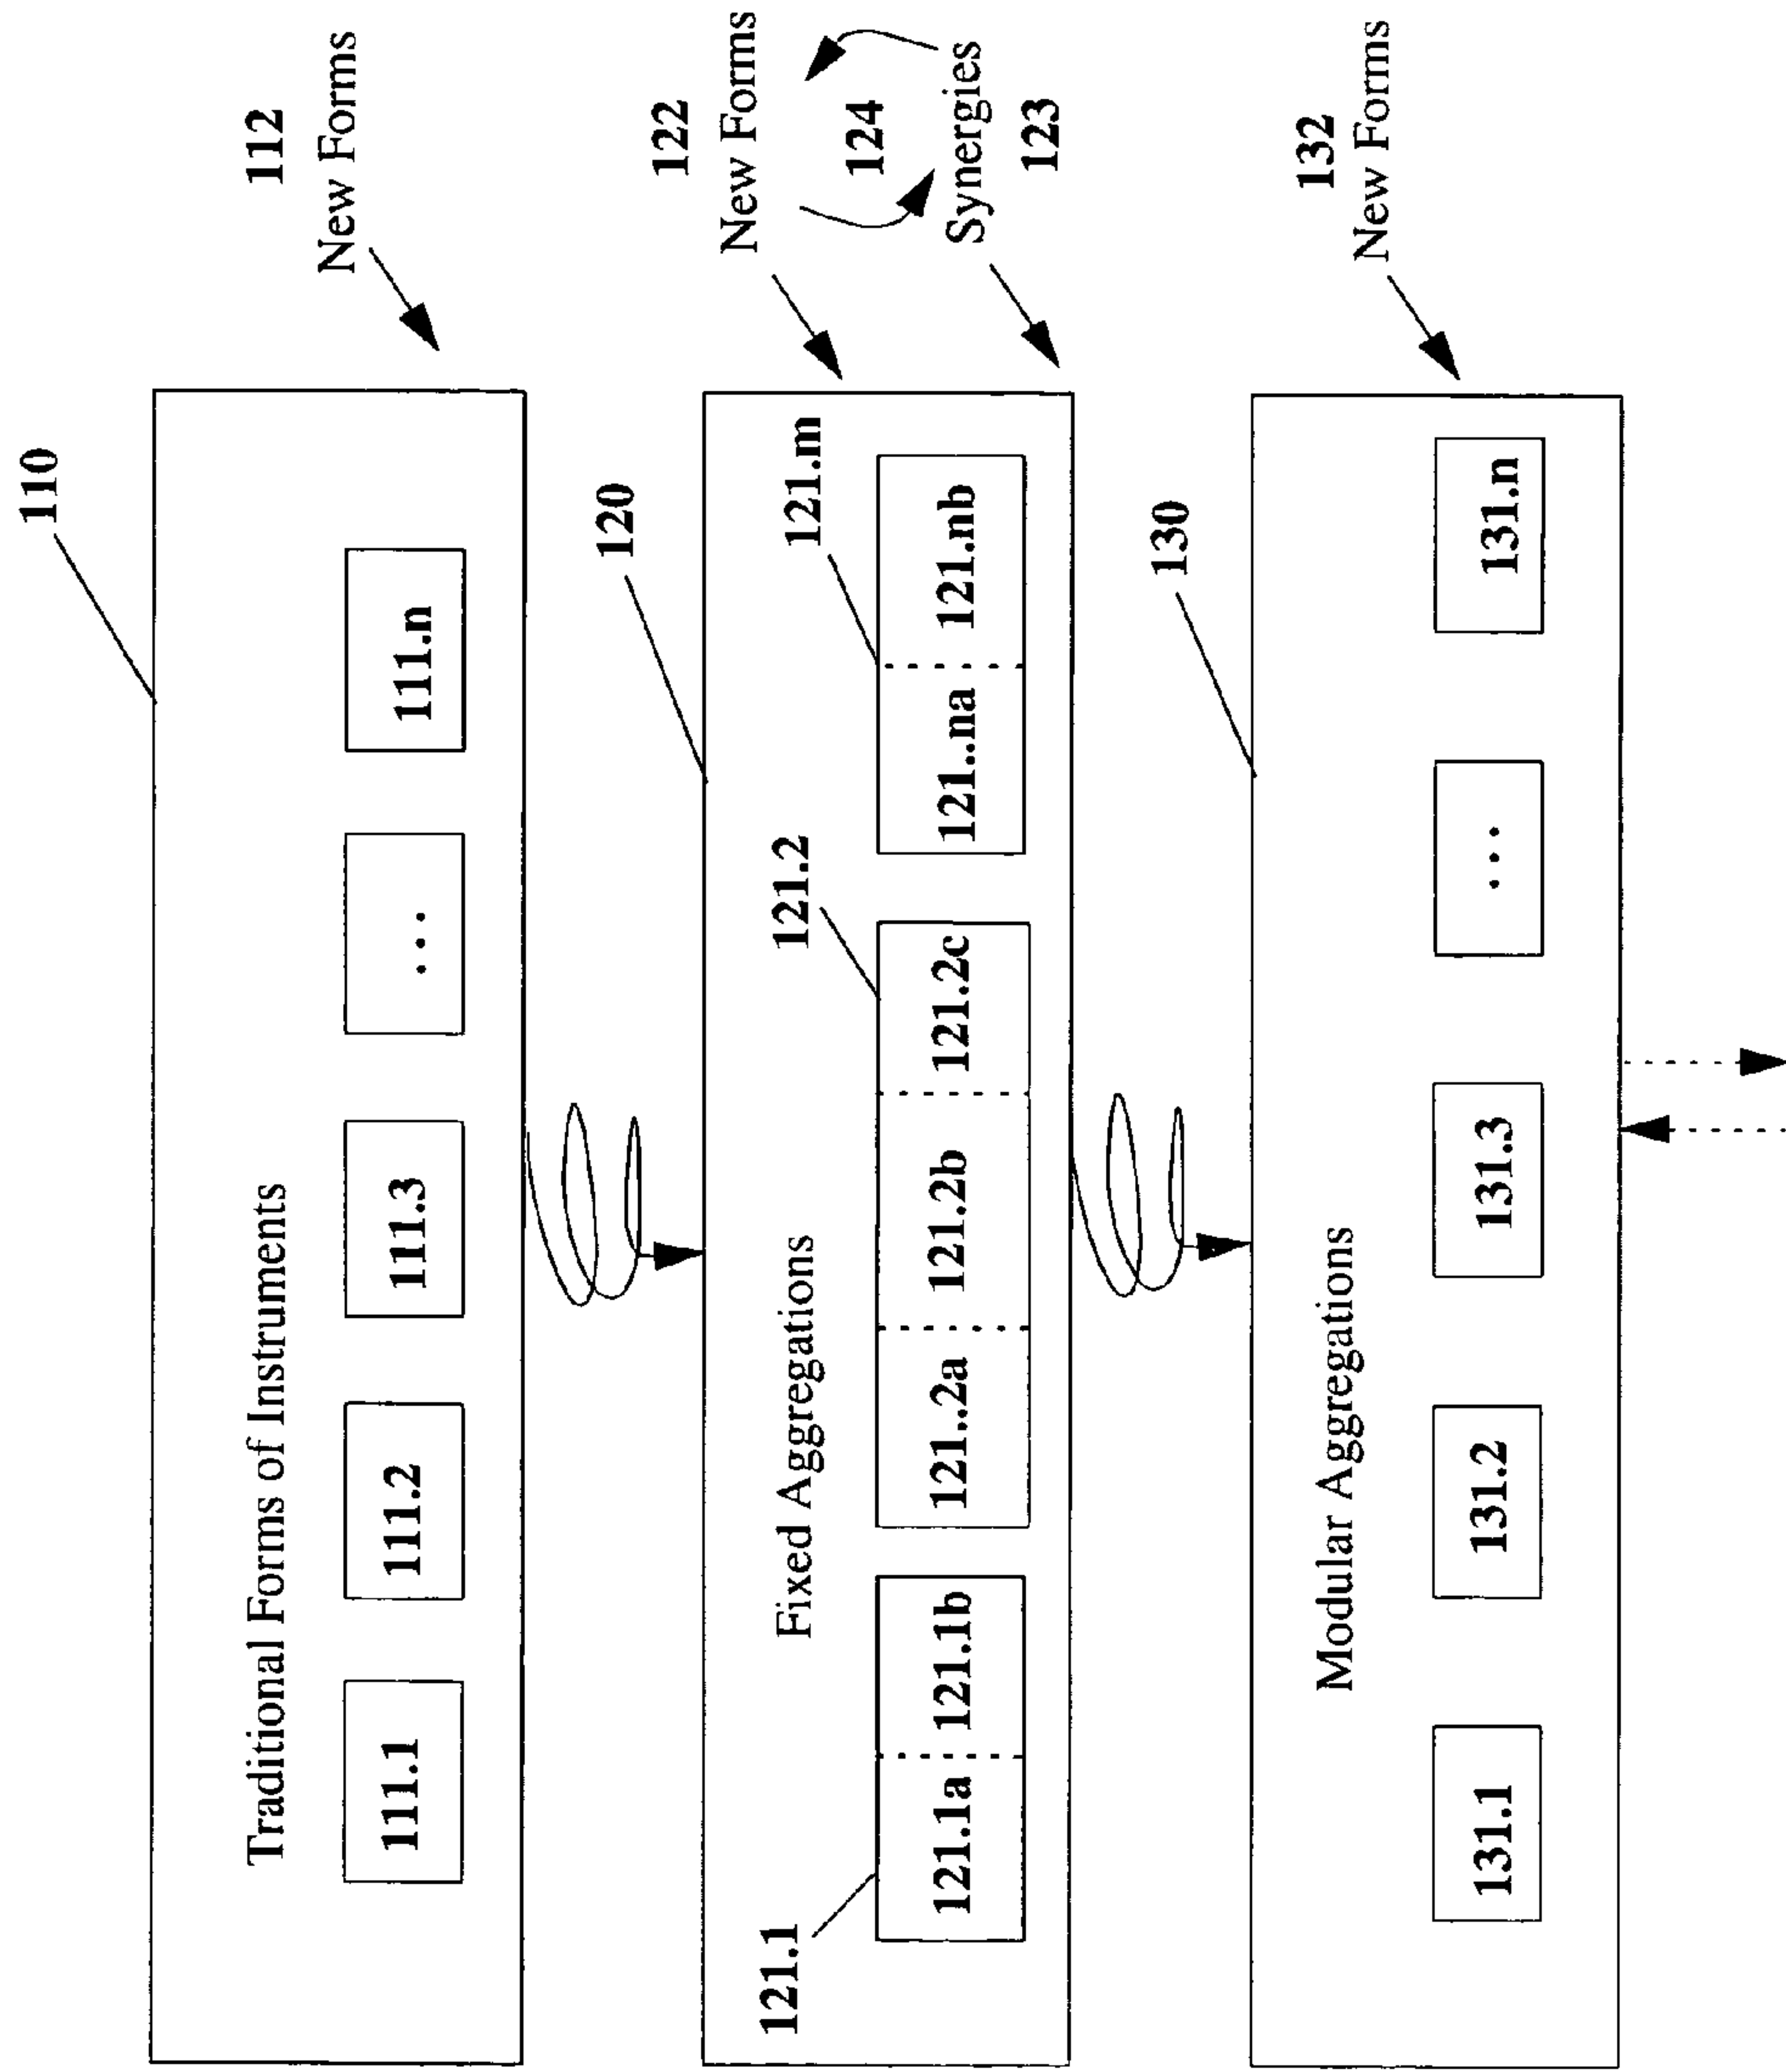 110
112
New Forms
Traditional Forms of Instruments
111.1 111.2 111.3 ... 111.n
120
122
New Forms
124
Synergies
123
Fixed Aggregations
121.1 121.2 121.m
121.1a 121.1b 121..2a 121.2b 121.2c 121..na 121.nb
130
132
New Forms
Modular Aggregations
131.1 131.2 131.3 ... 131.n